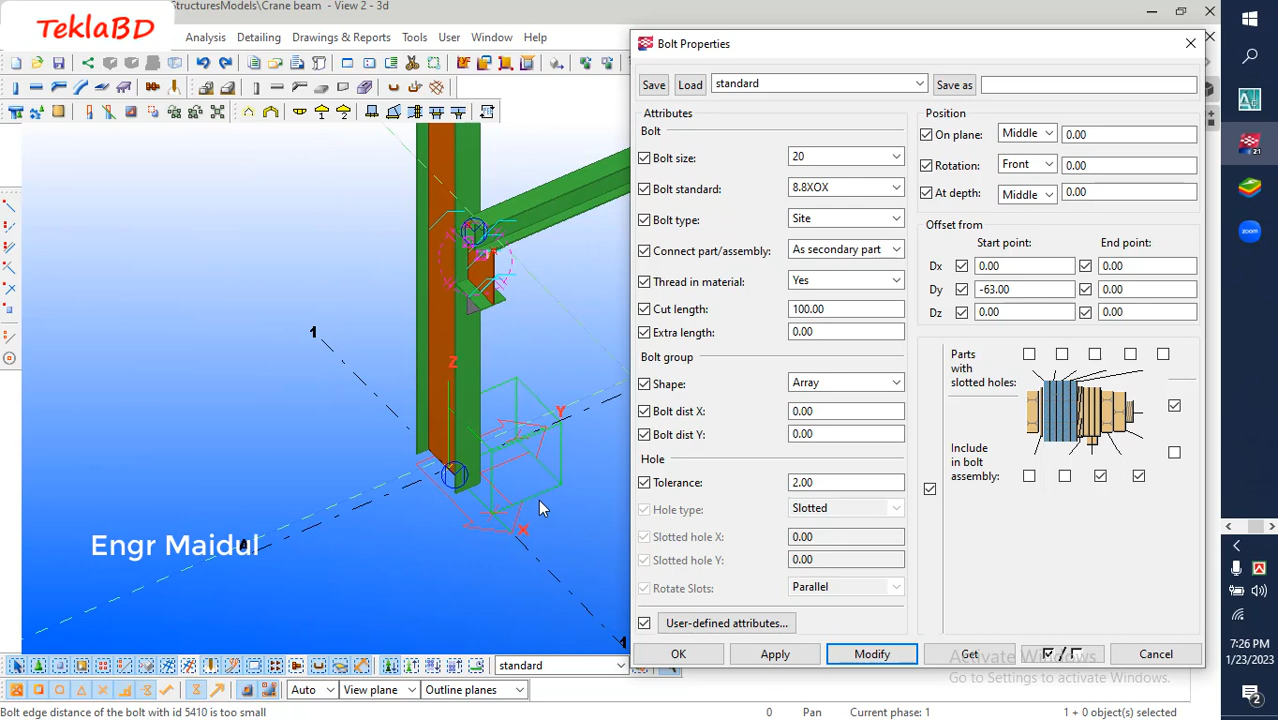 StructuresModels\Crane beam - View 2 - 3d
TeklaBD
Analysis Detailing Drawings & Reports Tools User Window Help
Bolt Properties
Save Load standard Save as
Attributes
Bolt
Bolt size: 20
Bolt standard: 8.8XOX
Bolt type: Site
Connect part/assembly: As secondary part
Thread in material: Yes
Cut length: 100.00
Extra length: 0.00
Bolt group
Shape: Array
Bolt dist X: 0.00
Bolt dist Y: 0.00
Hole
Tolerance: 2.00
Hole type: Slotted
Slotted hole X: 0.00
Slotted hole Y: 0.00
Rotate Slots: Parallel
User-defined attributes...
Position
On plane: Middle 0.00
Rotation: Front 0.00
At depth: Middle 0.00
Offset from
Start point: End point:
Dx 0.00 0.00
Dy -63.00 0.00
Dz 0.00 0.00
Parts
with
slotted holes:
Include
in bolt
assembly:
OK Apply Modify Get Cancel
1
Z
Y
X
Engr Maidul
Activate Windows
Go to Settings to activate Windows.
standard
Auto View plane Outline planes
Bolt edge distance of the bolt with id 5410 is too small
0 Pan Current phase: 1 1 + 0 object(s) selected
21
zoom
7:26 PM
1/23/2023
2